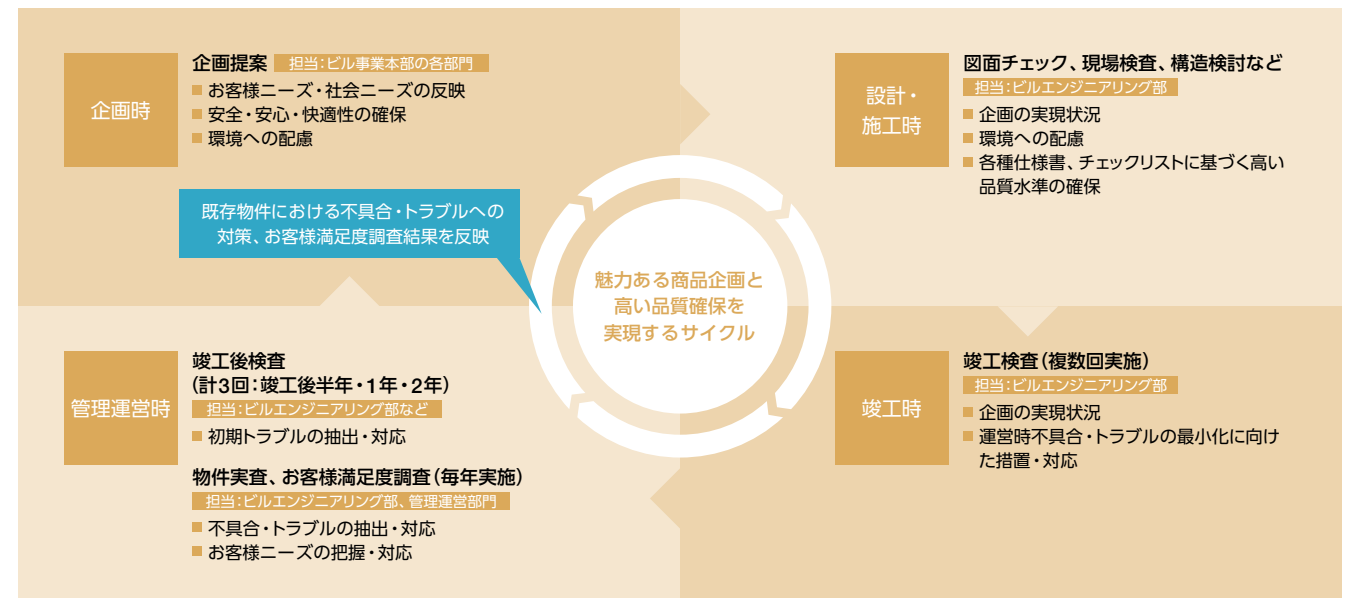 企画時
企画提案 担当:ビル事業本部の各部門
■ お客様ニーズ・社会ニーズの反映
■ 安全・安心・快適性の確保
■ 環境への配慮
設計・
施工時
図面チェック、現場検査、構造検討など
担当:ビルエンジニアリング部
■ 企画の実現状況
■ 環境への配慮
■ 各種仕様書、チェックリストに基づく高い
品質水準の確保
既存物件における不具合・トラブルへの
対策、お客様満足度調査結果を反映
魅力ある商品企画と
高い品質確保を
実現するサイクル
管理運営時
竣工後検査
(計3回:竣工後半年・1年・2年)
担当:ビルエンジニアリング部など
■ 初期トラブルの抽出・対応
物件実査、お客様満足度調査(毎年実施)
担当:ビルエンジニアリング部、管理運営部門
■ 不具合・トラブルの抽出・対応
■ お客様ニーズの把握・対応
竣工時
竣工検査(複数回実施)
担当:ビルエンジニアリング部
■ 企画の実現状況
■ 運営時不具合・トラブルの最小化に向け
た措置・対応